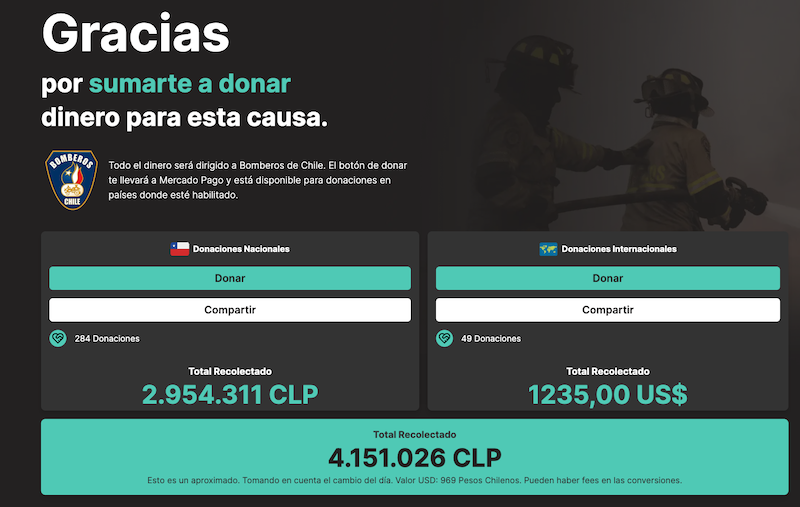 Gracias
por sumarte a donar
dinero para esta causa.
BOMBEROS
CHILE
Todo el dinero será dirigido a Bomberos de Chile. El botón de donar
te llevará a Mercado Pago y está disponible para donaciones en
países donde esté habilitado.
Donaciones Nacionales
Donar
Compartir
284 Donaciones
Total Recolectado
2.954.311 CLP
Donaciones Internacionales
Donar
Compartir
49 Donaciones
Total Recolectado
1235,00 US$
Total Recolectado
4.151.026 CLP
Esto es un aproximado. Tomando en cuenta el cambio del día. Valor USD: 969 Pesos Chilenos. Pueden haber fees en las conversiones.